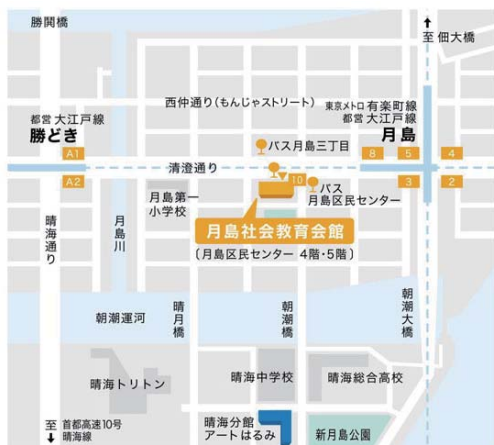 勝鬨橋
至 佃大橋
西仲通り(もんじゃストリート)
東京メトロ 有楽町線
都営 大江戸線
月島
都営 大江戸線
勝どき
A1
A2
バス月島三丁目
8
5
4
3
2
清澄通り
10
バス
月島区民センター
月島第一
小学校
月島社会教育会館
〔月島区民センター 4階・5階〕
晴海通り
月島川
朝潮運河
晴月橋
朝潮橋
朝潮大橋
晴海トリトン
晴海中学校
晴海総合高校
至 首都高速10号
晴海線
晴海分館
アートはるみ
新月島公園